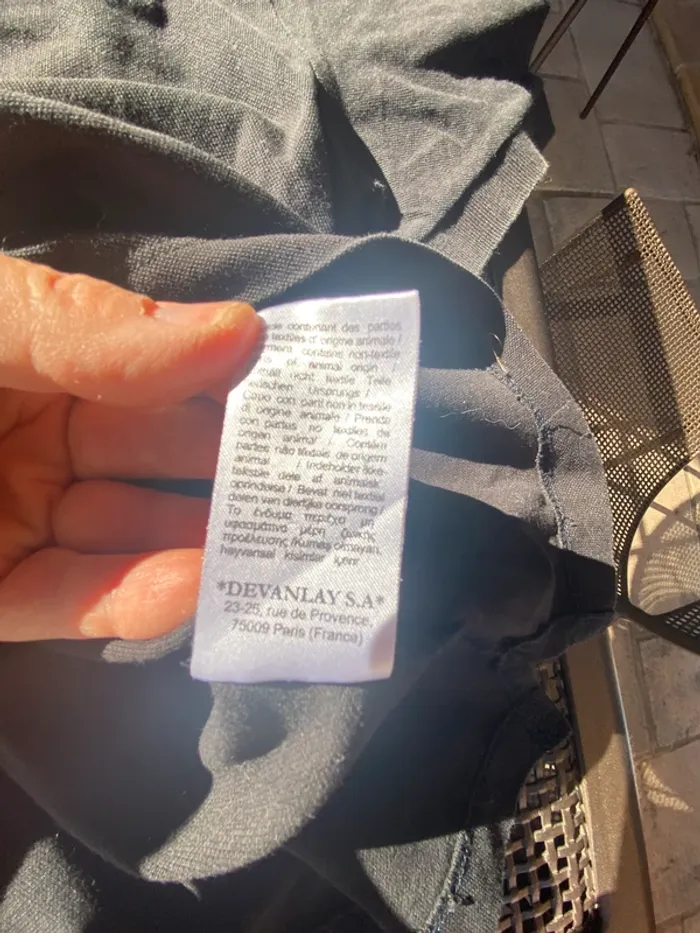 contenant des parties
textiles d'origine animale /
contains non-textile
of animal origin /
nicht textile Teile
Ursprungs /
Capo con parti non in tessile
di origine animale / Prenda
con partes no textiles de
origen animal / Contém
partes não têxteis de origem
animal / Indeholder ikke-
tekstile dele af animalsk
oprindelse / Bevat niet textiel
delen van dierlijke oorsprong /
Το ένδυμα περιέχει μη
υφασμάτινα μέρη ζωικής
προέλευσης /Kumaş olmayan,
hayvansal kısımlar içerir
*DEVANLAY S.A*
23-25, rue de Provence,
75009 Paris (France)